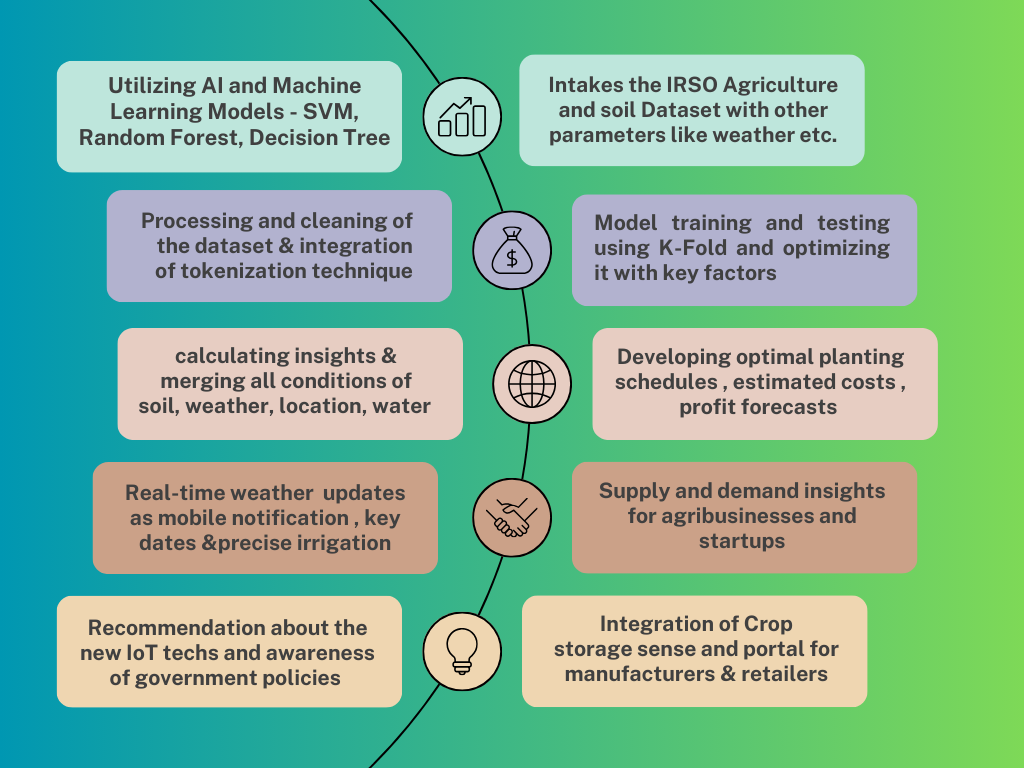 Utilizing AI and Machine
Learning Models - SVM,
Random Forest, Decision Tree
Intakes the IRSO Agriculture
and soil Dataset with other
parameters like weather etc.
Processing and cleaning of
the dataset & integration
of tokenization technique
Model training and testing
using K-Fold and optimizing
it with key factors
calculating insights &
merging all conditions of
soil, weather, location, water
Developing optimal planting
schedules , estimated costs ,
profit forecasts
Real-time weather updates
as mobile notification , key
dates &precise irrigation
Supply and demand insights
for agribusinesses and
startups
Recommendation about the
new IoT techs and awareness
of government policies
Integration of Crop
storage sense and portal for
manufacturers & retailers